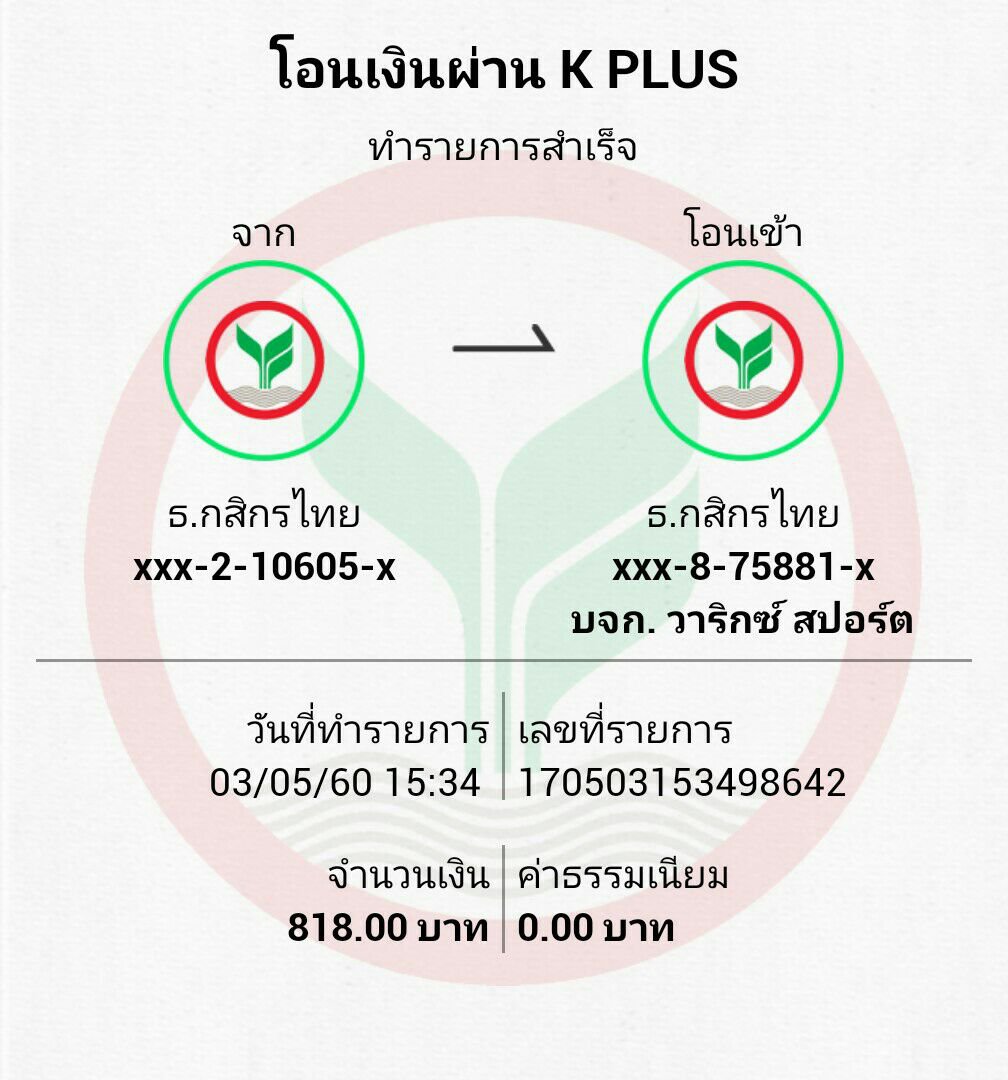 โอนเงินผ่าน K PLUS
ทำรายการสำเร็จ
จาก
โอนเข้า
ธ.กสิกรไทย
xxx-2-10605-x
ธ.กสิกรไทย
xxx-8-75881-x
บจก. วาริกซ์ สปอร์ต
วันที่ทำรายการ
03/05/60 15:34
เลขที่รายการ
170503153498642
จำนวนเงิน
818.00 บาท
ค่าธรรมเนียม
0.00 บาท